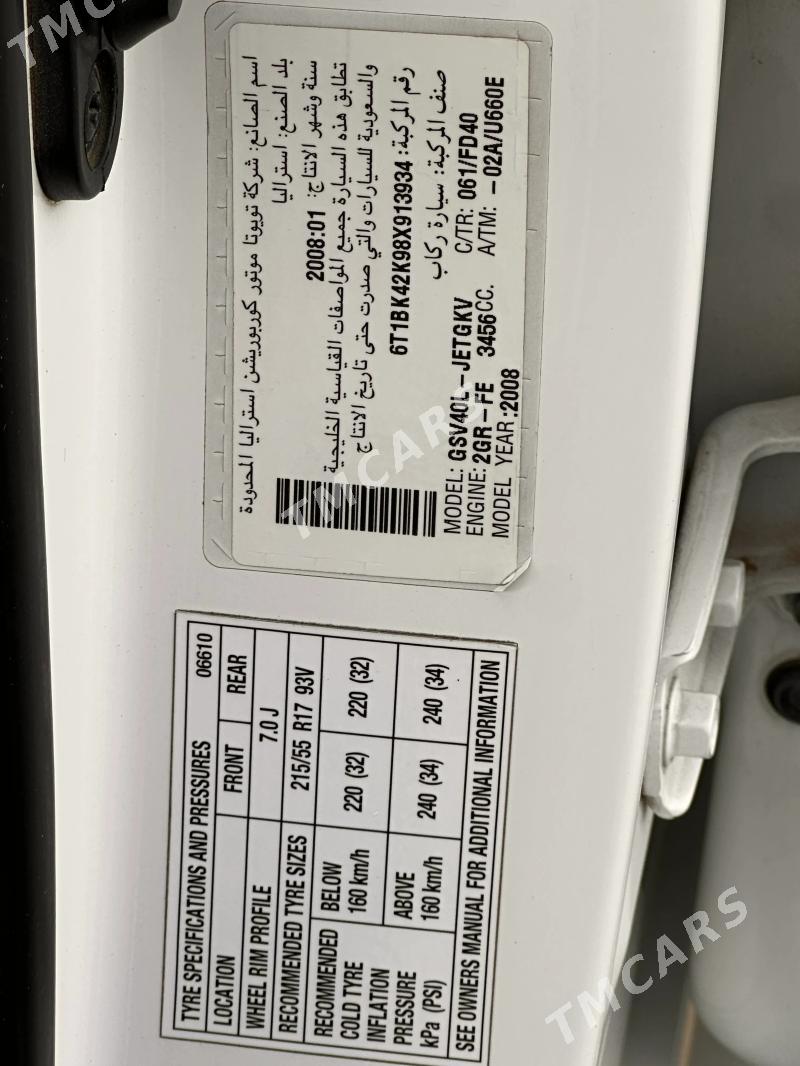 اسم الصانع: شركة تويوتا موتور كوربوريشن استراليا المحدودة
بلد الصنع: استراليا
سنة وشهر الانتاج: 2008:01
تطابق هذه السيارة جميع المواصفات القياسية الخليجية
والسعودية للسيارات والتي صدرت حتى تاريخ الانتاج
رقم المركبة: 6T1BK42K98X913934
صنف المركبة: سيارة ركاب
MODEL: GSV40L-JETGKV C/TR: 061/FD40
ENGINE: 2GR-FE 3456CC. A/TM: -02A/U660E
MODEL YEAR:2008
TYRE SPECIFICATIONS AND PRESSURES 06610
LOCATION FRONT REAR
WHEEL RIM PROFILE 7.0 J
RECOMMENDED TYRE SIZES 215/55 R17 93V
RECOMMENDED COLD TYRE INFLATION PRESSURE kPa (PSI)
BELOW 160 km/h 220 (32) 220 (32)
ABOVE 160 km/h 240 (34) 240 (34)
SEE OWNERS MANUAL FOR ADDITIONAL INFORMATION
TMCARS
TMCARS
TMCARS